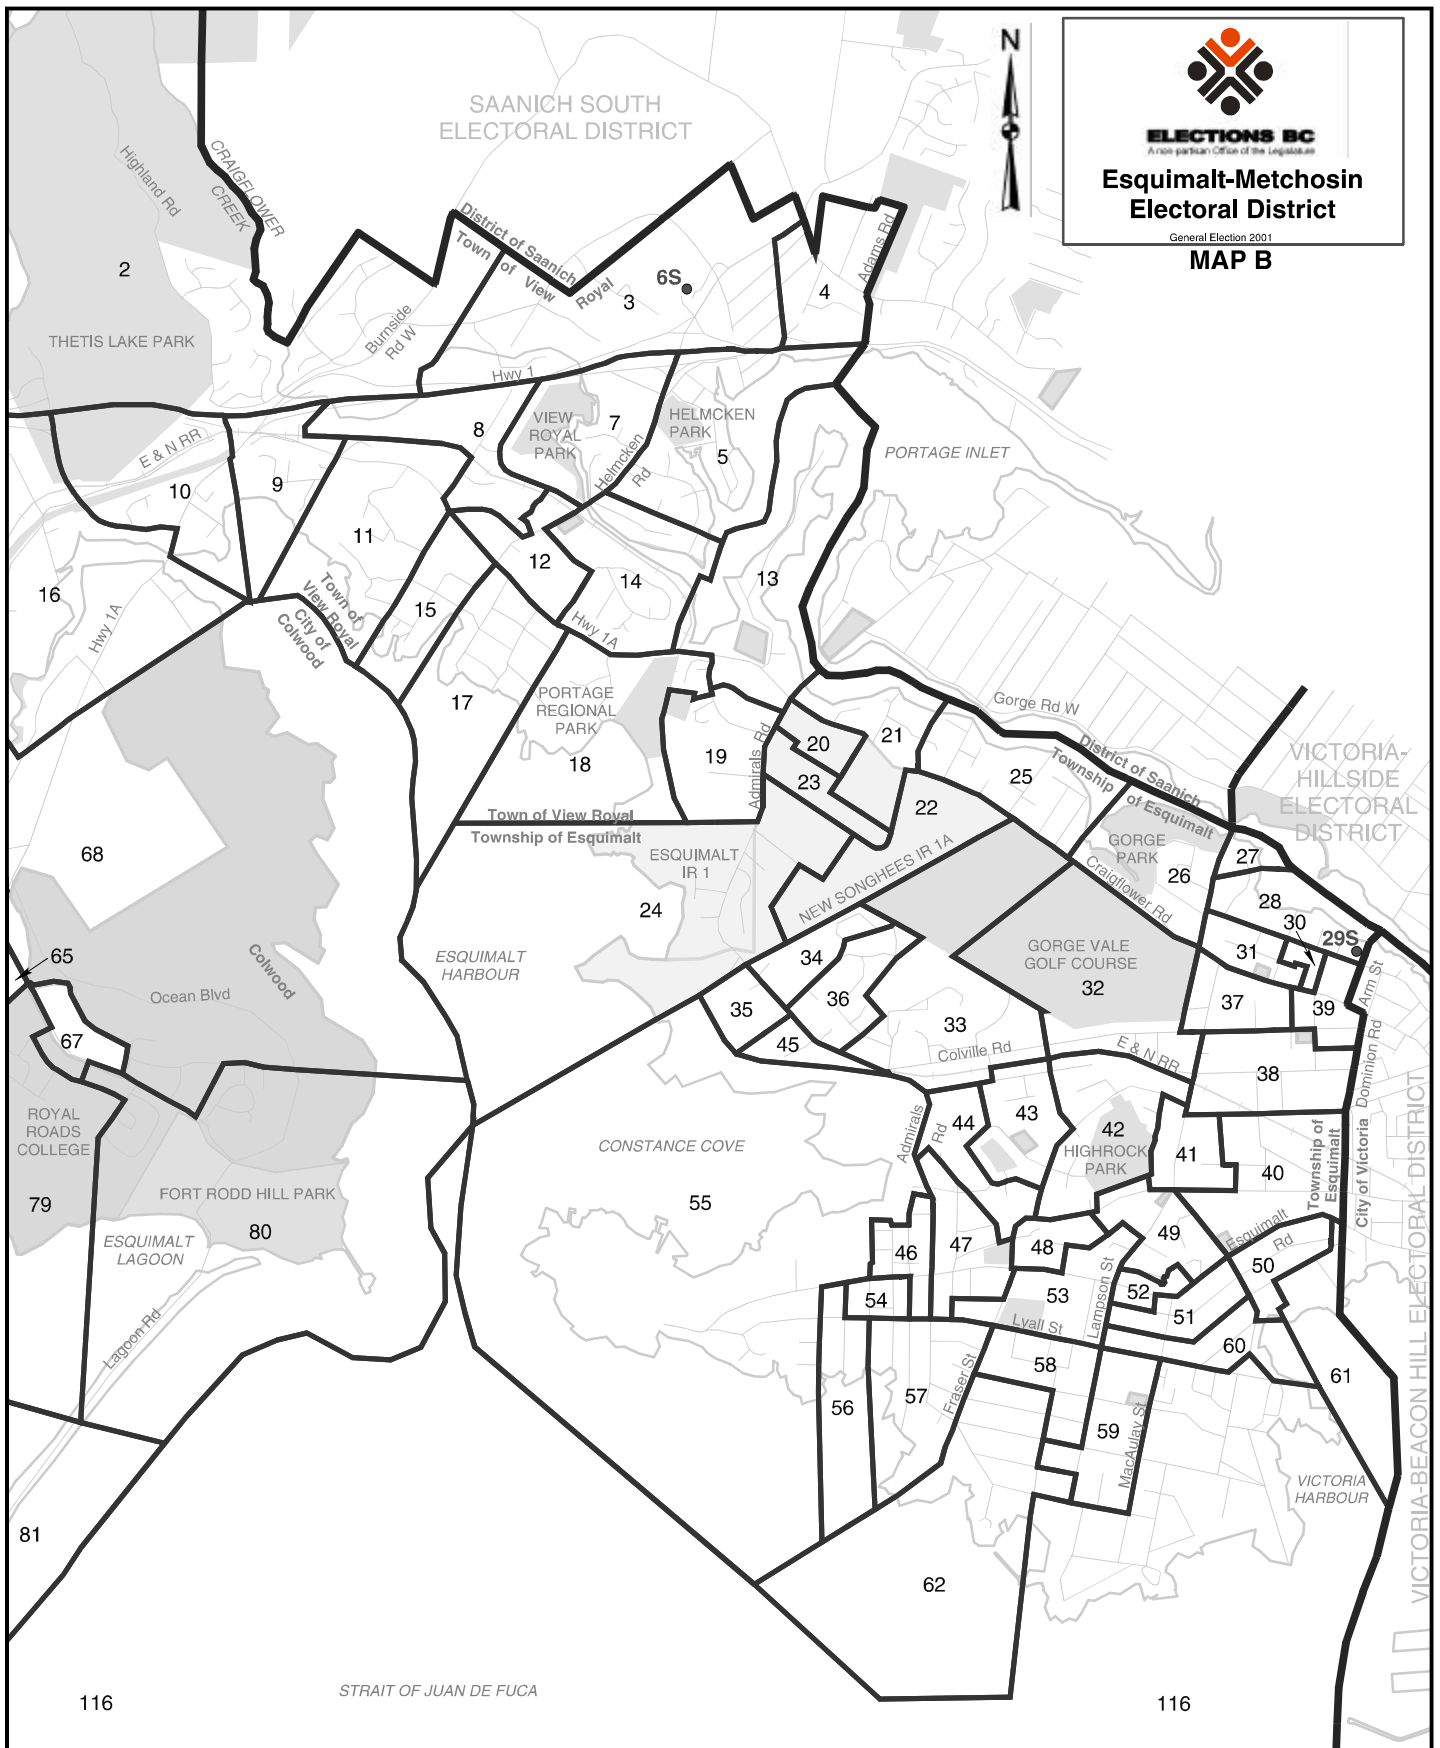 N
ELECTIONS BC
A non-partisan Office of the Legislature
Esquimalt-Metchosin
Electoral District
General Election 2001
MAP B
SAANICH SOUTH
ELECTORAL DISTRICT
Highland Rd
CRAIGFLOWER
CREEK
2
THETIS LAKE PARK
District of Saanich
Town of View Royal
Burnside
Rd W
6S
3
4
Adams Rd
Hwy 1
E & N RR
8
VIEW
ROYAL
PARK
7
HELMCKEN
PARK
Helmcken
Rd
5
PORTAGE INLET
10
9
11
12
14
13
16
Hwy 1A
15
Town of
View Royal
City of
Colwood
Hwy 1A
17
PORTAGE
REGIONAL
PARK
18
19
Admirals Rd
20
21
23
22
Gorge Rd W
25
District of Saanich
Township of Esquimalt
VICTORIA-
HILLSIDE
ELECTORAL
DISTRICT
Town of View Royal
Township of Esquimalt
68
ESQUIMALT
IR 1
NEW SONGHEES IR 1A
GORGE
PARK
26
Craigflower Rd
27
28
30
29S
31
24
65
ESQUIMALT
HARBOUR
Colwood
Ocean Blvd
67
34
35
36
45
33
Colville Rd
GORGE VALE
GOLF COURSE
32
37
39
Arm St
E & N RR
38
Dominion Rd
ROYAL
ROADS
COLLEGE
79
FORT RODD HILL PARK
80
ESQUIMALT
LAGOON
Lagoon Rd
CONSTANCE COVE
55
Admirals
Rd
44
43
42
HIGHROCK
PARK
41
40
Township of
Esquimalt
City of Victoria
VICTORIA-BEACON HILL ELECTORAL DISTRICT
46
47
48
49
Esquimalt
Rd
50
54
53
Lampson St
52
51
Lyall St
60
58
61
56
57
Fraser St
59
MacAulay St
VICTORIA
HARBOUR
81
62
116
STRAIT OF JUAN DE FUCA
116